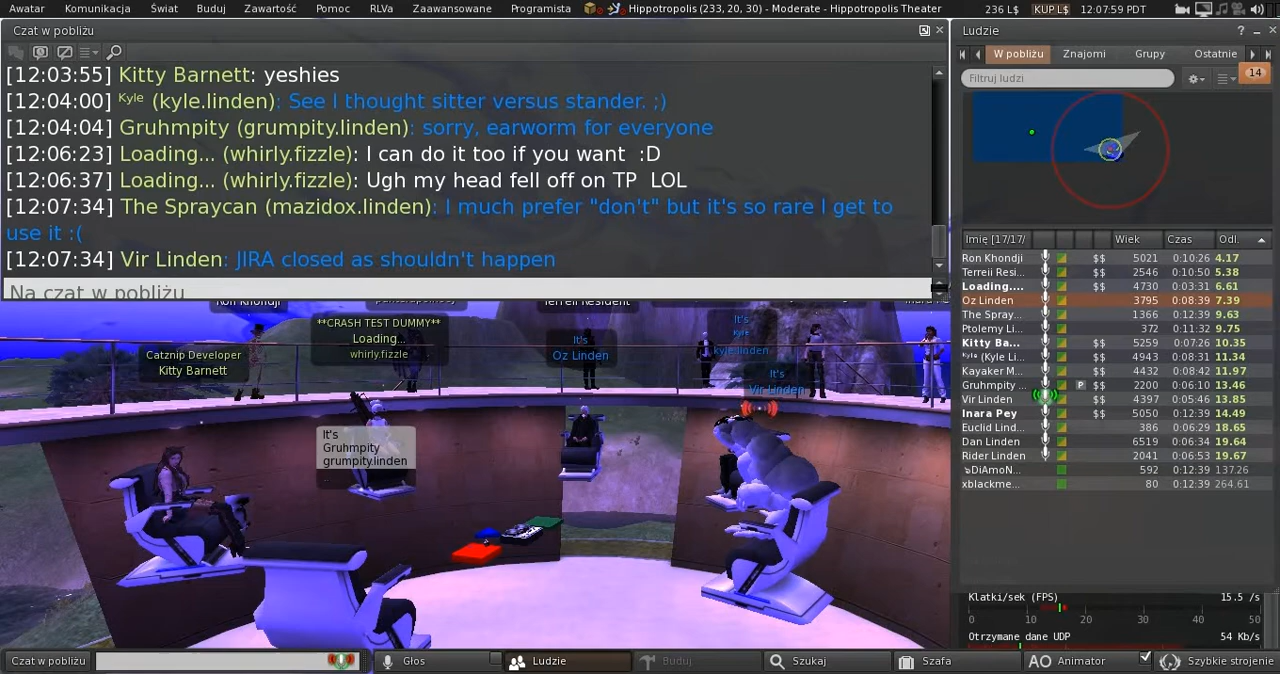 Awatar Komunikacja Świat Buduj Zawartość Pomoc RLVa Zaawansowane Programista Hippotropolis (233, 20, 30) - Moderate - Hippotropolis Theater 236 L$ KUP L$ 12:07:59 PDT
Czat w pobliżu
[12:03:55] Kitty Barnett: yeshies
[12:04:00] Kyle (kyle.linden): See I thought sitter versus stander. ;)
[12:04:04] Gruhmpity (grumpity.linden): sorry, earworm for everyone
[12:06:23] Loading... (whirly.fizzle): I can do it too if you want :D
[12:06:37] Loading... (whirly.fizzle): Ugh my head fell off on TP LOL
[12:07:34] The Spraycan (mazidox.linden): I much prefer "don't" but it's so rare I get to
use it :(
[12:07:34] Vir Linden: JIRA closed as shouldn't happen
Na czat w pobliżu
Ron Khondji
Terreii Resident
**CRASH TEST DUMMY**
Loading...
whirly.fizzle
Catznip Developer
Kitty Barnett
It's
Oz Linden
It's
Kyle
kyle.linden
It's
Vir Linden
It's
Gruhmpity
grumpity.linden
Ludzie
W pobliżu Znajomi Grupy Ostatnie
Filtruj ludzi
14
Imię [17/17/ Wiek Czas Odl.
Ron Khondji $$ 5021 0:10:26 4.17
Terreii Resi... $$ 2546 0:10:50 5.38
Loading.... $$ 4730 0:03:31 6.61
Oz Linden 3795 0:08:39 7.39
The Spray... 1366 0:12:39 9.63
Ptolemy Li... 372 0:11:32 9.75
Kitty Ba... $$ 5259 0:07:26 10.35
Kyle (Kyle Li... $$ 4943 0:08:31 11.34
Kayaker M... $$ 4432 0:08:42 11.97
Gruhmpity ... P $$ 2200 0:06:10 13.46
Vir Linden $$ 4397 0:05:46 13.85
Inara Pey $$ 5050 0:12:39 14.49
Euclid Lind... 386 0:06:29 18.65
Dan Linden 6519 0:06:34 19.64
Rider Linden 2041 0:06:53 19.67
ъDiAmoN... 592 0:12:39 137.26
xblackme... 80 0:12:39 264.61
Klatki/sek (FPS) 15.5 /s
0 10 20 30 40 50
Otrzymane dane UDP 54 Kb/s
Czat w pobliżu Głos Ludzie Buduj Szukaj Szafa AO Animator Szybkie strojenie